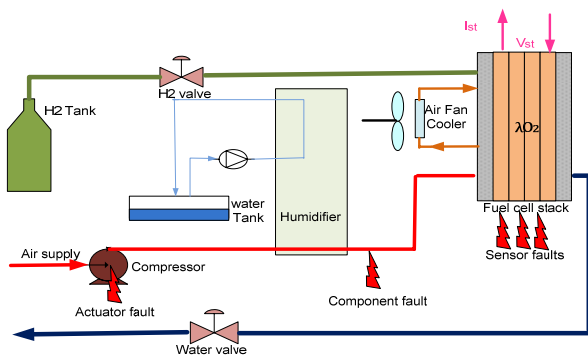 Ist
Vst
H2 valve
H2 Tank
Air Fan
Cooler
λO₂
water
Tank
Humidifier
Fuel cell stack
Air supply
Compressor
Sensor faults
Actuator fault
Component fault
Water valve